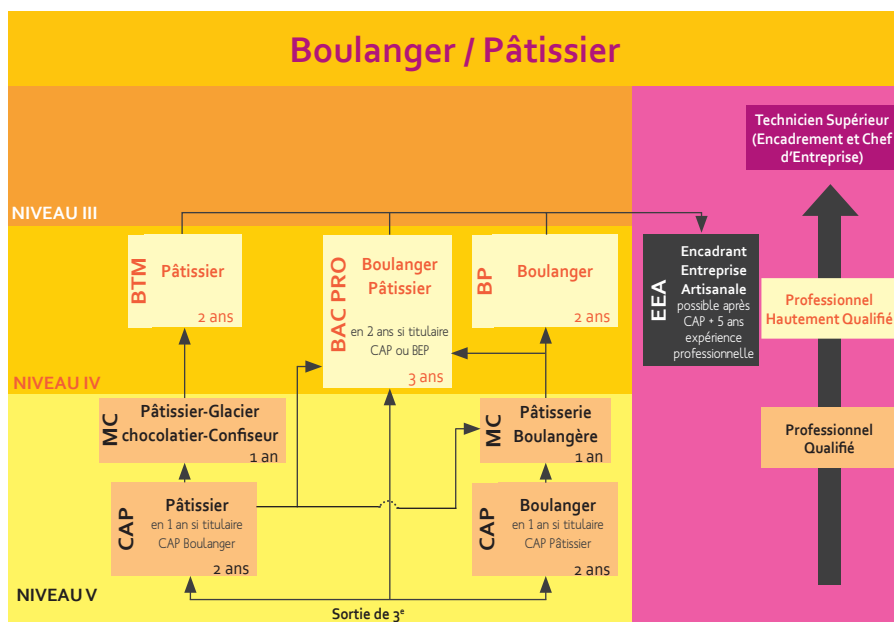 Boulanger / Pâtissier
Technicien Supérieur
(Encadrement et Chef
d'Entreprise)
NIVEAU III
BTM
Pâtissier
2 ans
BAC PRO
Boulanger
Pâtissier
en 2 ans si titulaire
CAP ou BEP
3 ans
BP
Boulanger
2 ans
EEA
Encadrant
Entreprise
Artisanale
possible après
CAP + 5 ans
expérience
professionnelle
Professionnel
Hautement Qualifié
NIVEAU IV
MC
Pâtissier-Glacier
chocolatier-Confiseur
1 an
MC
Pâtisserie
Boulangère
1 an
Professionnel
Qualifié
CAP
Pâtissier
en 1 an si titulaire
CAP Boulanger
2 ans
CAP
Boulanger
en 1 an si titulaire
CAP Pâtissier
2 ans
NIVEAU V
Sortie de 3e